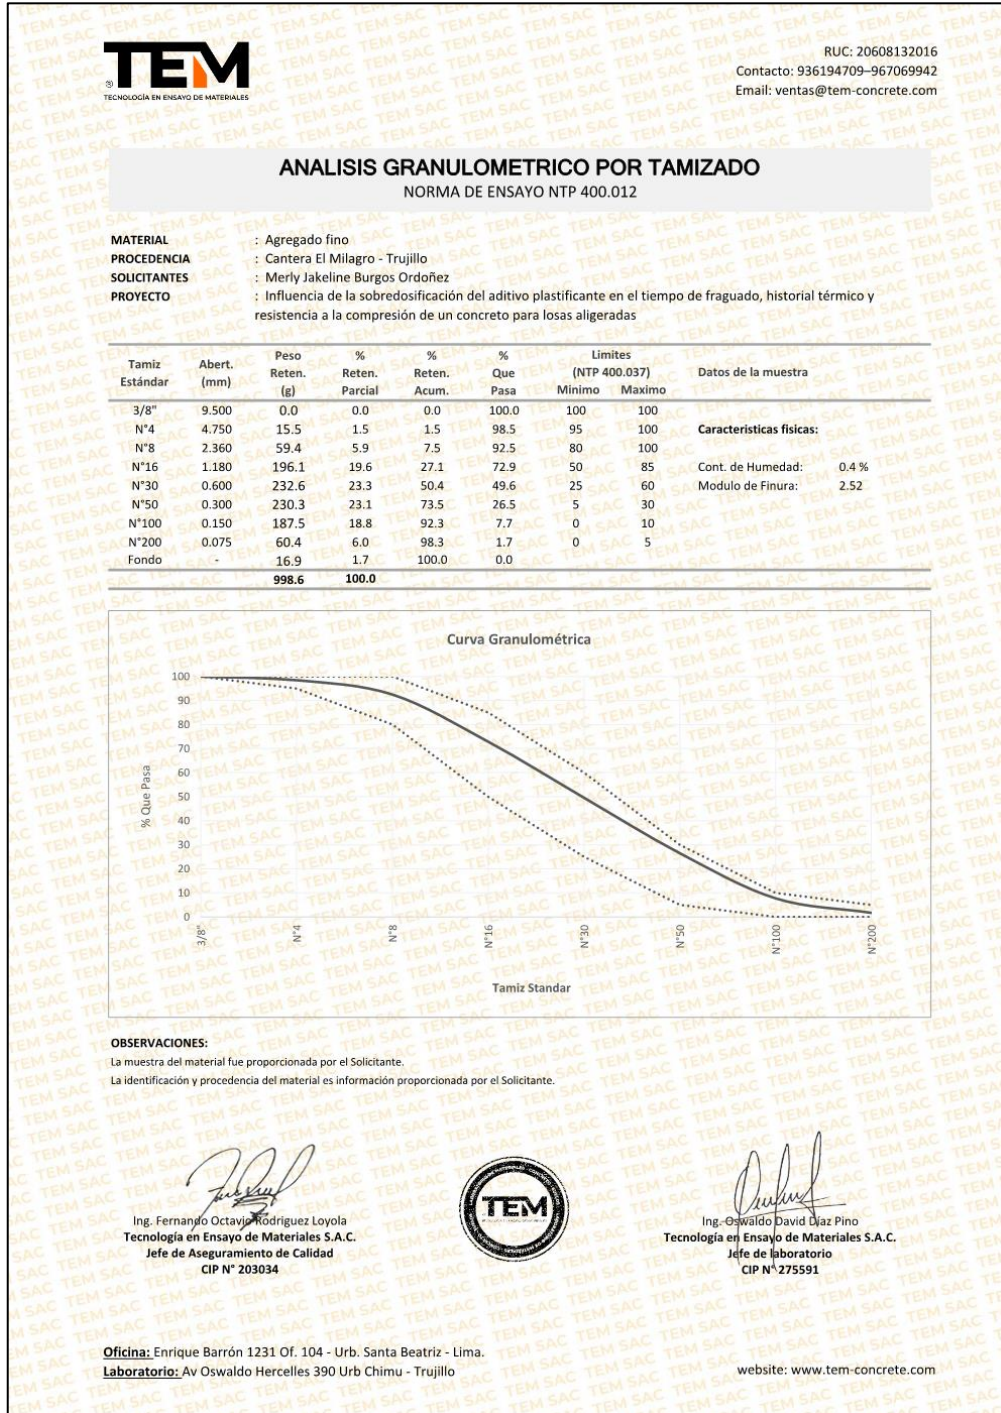 TEM
®
TECNOLOGÍA EN ENSAYO DE MATERIALES
RUC: 20608132016
Contacto: 936194709–967069942
Email: ventas@tem-concrete.com
ANALISIS GRANULOMETRICO POR TAMIZADO
NORMA DE ENSAYO NTP 400.012
MATERIAL : Agregado fino
PROCEDENCIA : Cantera El Milagro - Trujillo
SOLICITANTES : Merly Jakeline Burgos Ordoñez
PROYECTO : Influencia de la sobredosificación del aditivo plastificante en el tiempo de fraguado, historial térmico y
resistencia a la compresión de un concreto para losas aligeradas
Tamiz Estándar Abert. (mm) Peso Reten. (g) % Reten. Parcial % Reten. Acum. % Que Pasa Limites (NTP 400.037) Minimo Maximo Datos de la muestra
3/8" 9.500 0.0 0.0 0.0 100.0 100 100
N°4 4.750 15.5 1.5 1.5 98.5 95 100 Caracteristicas fisicas:
N°8 2.360 59.4 5.9 7.5 92.5 80 100
N°16 1.180 196.1 19.6 27.1 72.9 50 85 Cont. de Humedad: 0.4 %
N°30 0.600 232.6 23.3 50.4 49.6 25 60 Modulo de Finura: 2.52
N°50 0.300 230.3 23.1 73.5 26.5 5 30
N°100 0.150 187.5 18.8 92.3 7.7 0 10
N°200 0.075 60.4 6.0 98.3 1.7 0 5
Fondo - 16.9 1.7 100.0 0.0
998.6 100.0
Curva Granulométrica
% Que Pasa
100
90
80
70
60
50
40
30
20
10
0
3/8" N°4 N°8 N°16 N°30 N°50 N°100 N°200
Tamiz Standar
OBSERVACIONES:
La muestra del material fue proporcionada por el Solicitante.
La identificación y procedencia del material es información proporcionada por el Solicitante.
Ing. Fernando Octavio Rodriguez Loyola
Tecnología en Ensayo de Materiales S.A.C.
Jefe de Aseguramiento de Calidad
CIP N° 203034
TEM
Ing. Oswaldo David Díaz Pino
Tecnología en Ensayo de Materiales S.A.C.
Jefe de laboratorio
CIP N° 275591
Oficina: Enrique Barrón 1231 Of. 104 - Urb. Santa Beatriz - Lima.
Laboratorio: Av Oswaldo Hercelles 390 Urb Chimu - Trujillo
website: www.tem-concrete.com
TEM SAC